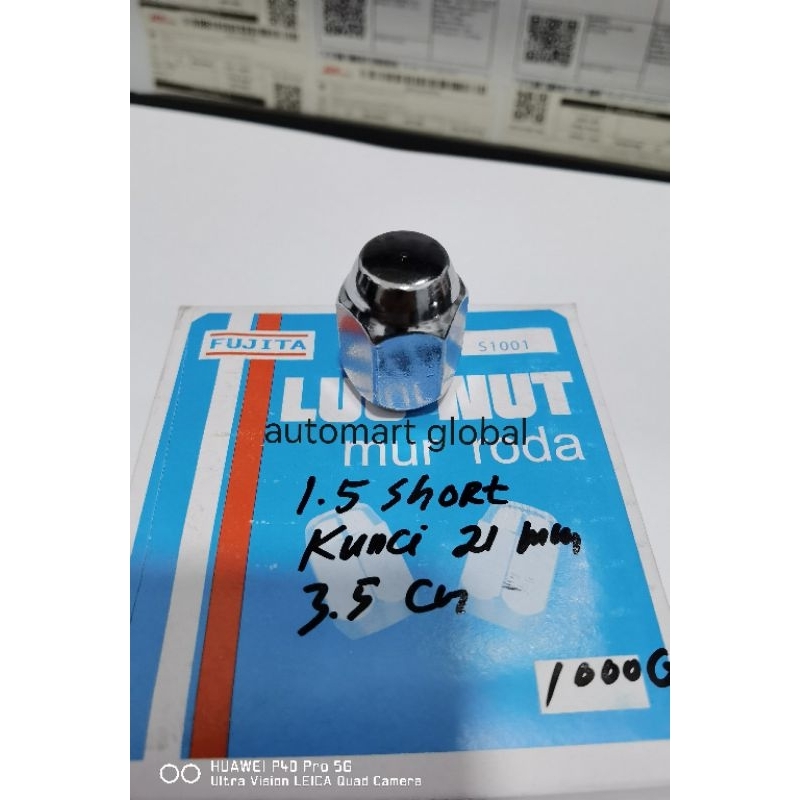 FUJITA
S1001
LUG NUT
automart global
mur roda
1.5 short
Kunci 21 mm
3.5 Cm
1000G
HUAWEI P40 Pro 5G
Ultra Vision LEICA Quad Camera